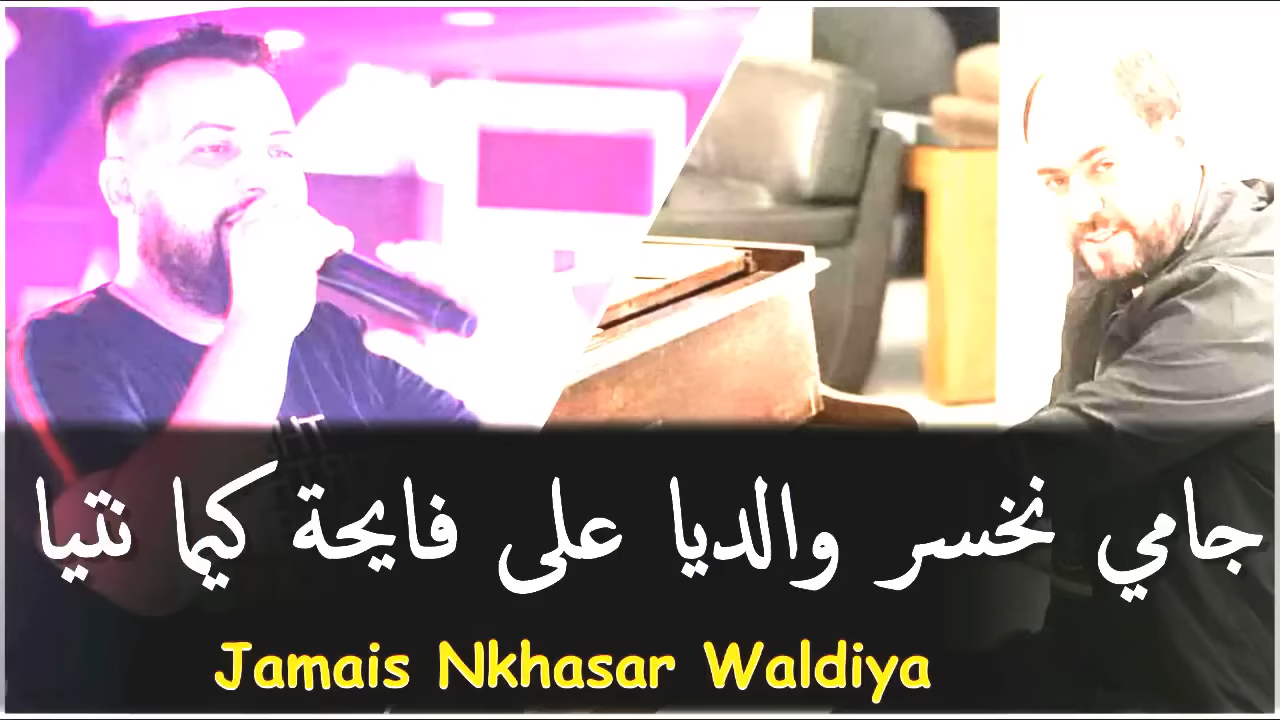 جامي نخسر والديا على فايحة كيما نتيا
Jamais Nkhasar Waldiya